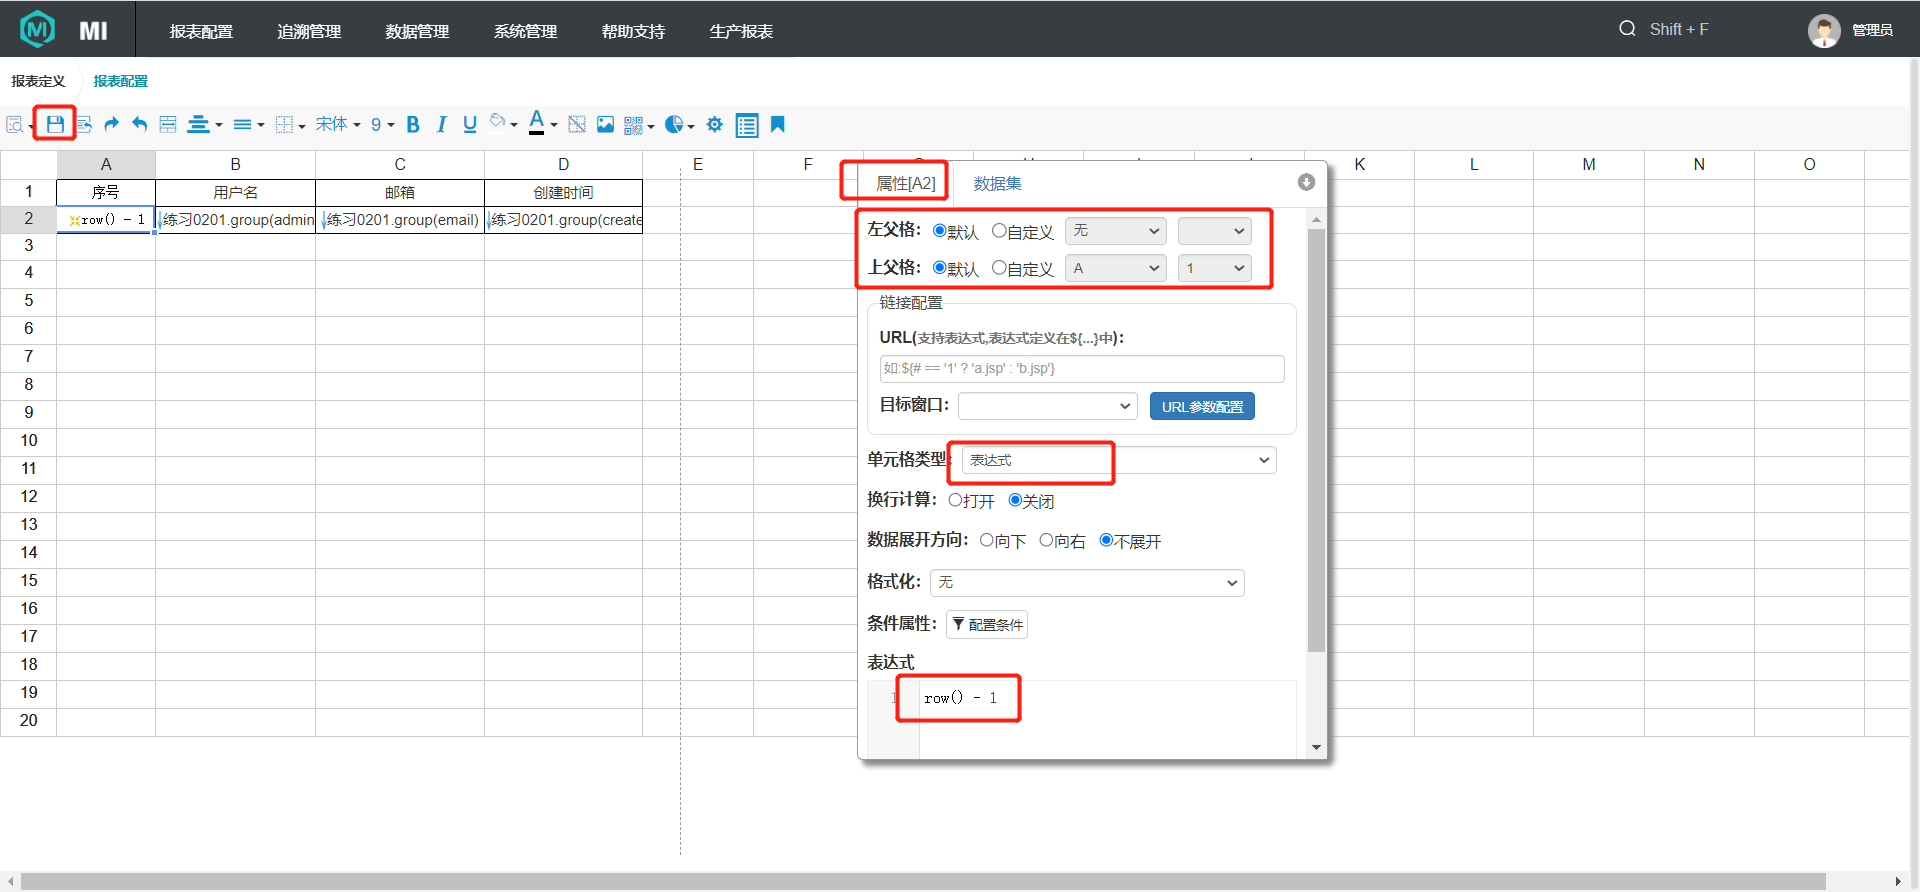 MI
报表配置
追溯管理
数据管理
系统管理
帮助支持
生产报表
Shift + F
管理员
报表定义
报表配置
宋体
9
B
I
U
A
A B C D E F K L M N O
1 序号 用户名 邮箱 创建时间
2 row() - 1 练习0201.group(admin 练习0201.group(email) 练习0201.group(create
3
4
5
6
7
8
9
10
11
12
13
14
15
16
17
18
19
20
属性[A2]
数据集
左父格: 默认 自定义 无
上父格: 默认 自定义 A 1
链接配置
URL(支持表达式,表达式定义在${...}中):
如:${# == '1' ? 'a.jsp' : 'b.jsp'}
目标窗口: URL参数配置
单元格类型: 表达式
换行计算: 打开 关闭
数据展开方向: 向下 向右 不展开
格式化: 无
条件属性: 配置条件
表达式
1 row() - 1